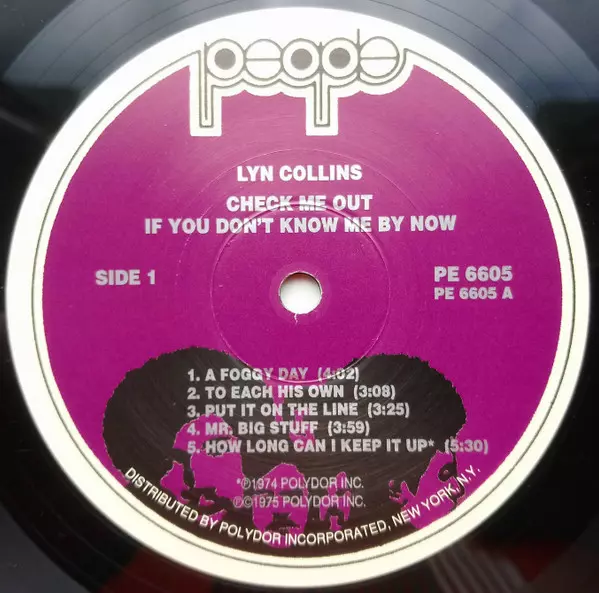 people
LYN COLLINS
CHECK ME OUT
IF YOU DON'T KNOW ME BY NOW
SIDE 1
PE 6605
PE 6605 A
1. A FOGGY DAY (4:02)
2. TO EACH HIS OWN (3:08)
3. PUT IT ON THE LINE (3:25)
4. MR. BIG STUFF (3:59)
5. HOW LONG CAN I KEEP IT UP* (5:30)
*℗1974 POLYDOR INC.
℗©1975 POLYDOR INC.
DISTRIBUTED BY POLYDOR INCORPORATED, NEW YORK, N.Y.